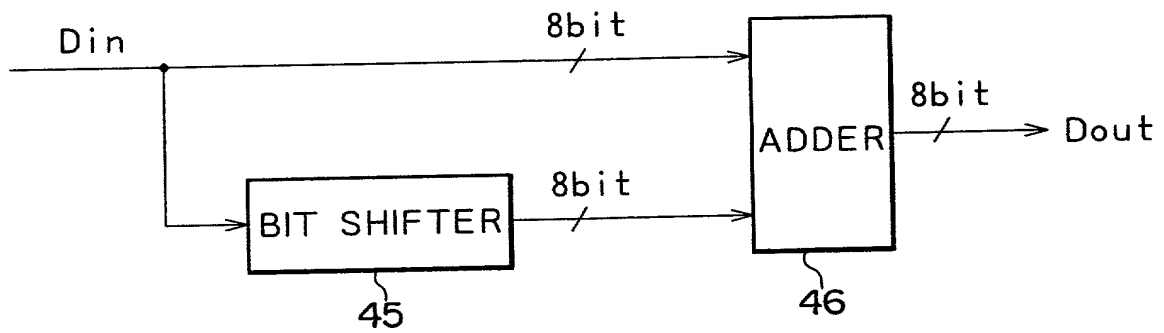 Din
8bit
8bit
ADDER
Dout
BIT SHIFTER
8bit
45
46